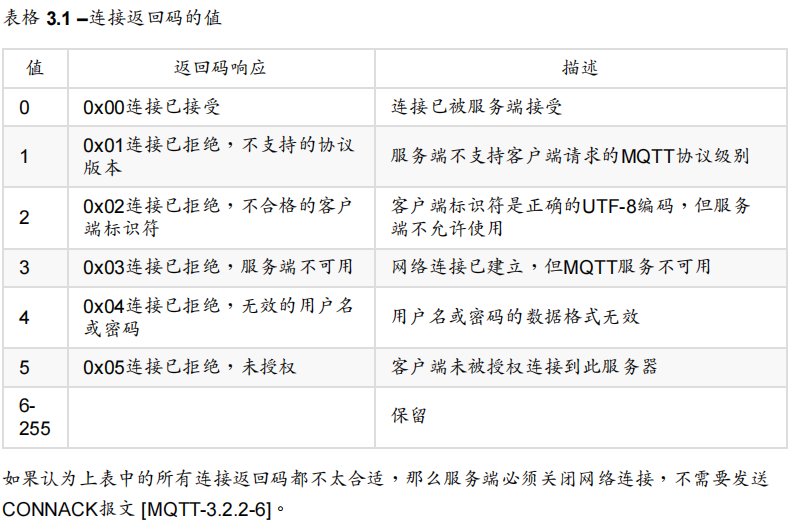 表格 3.1 –连接返回码的值
值 返回码响应 描述
0 0x00连接已接受 连接已被服务端接受
1 0x01连接已拒绝，不支持的协议
版本 服务端不支持客户端请求的MQTT协议级别
2 0x02连接已拒绝，不合格的客户
端标识符 客户端标识符是正确的UTF-8编码，但服务
端不允许使用
3 0x03连接已拒绝，服务端不可用 网络连接已建立，但MQTT服务不可用
4 0x04连接已拒绝，无效的用户名
或密码 用户名或密码的数据格式无效
5 0x05连接已拒绝，未授权 客户端未被授权连接到此服务器
6-
255 保留
如果认为上表中的所有连接返回码都不太合适，那么服务端必须关闭网络连接，不需要发送
CONNACK报文 [MQTT-3.2.2-6]。